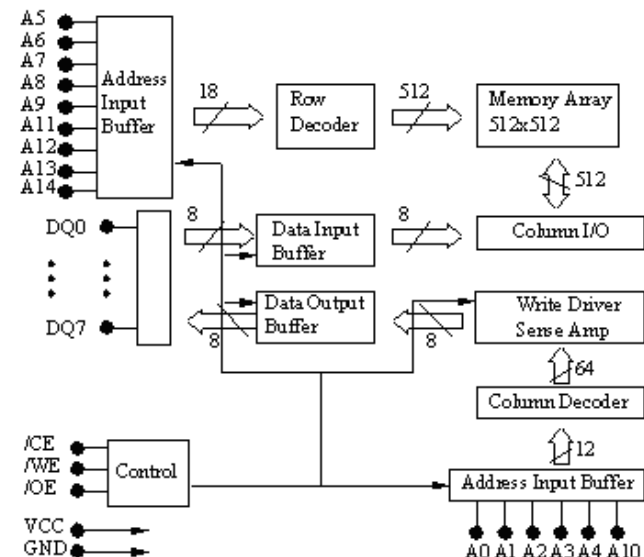 A5
A6
A7
A8
A9
A11
A12
A13
A14
Address
Input
Buffer
18
Row
Decoder
512
Memory Array
512x512
512
DQ0
DQ7
8
Data Input
Buffer
8
Column I/O
8
Data Output
Buffer
8
Write Driver
Sense Amp
64
Column Decoder
12
Address Input Buffer
A0 A1 A2 A3 A4 A10
/CE
/WE
/OE
Control
VCC
GND